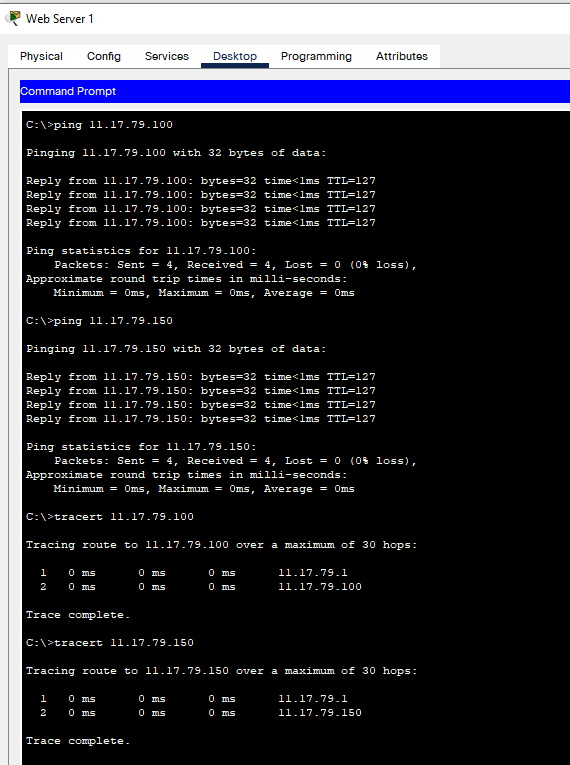 Web Server 1
Physical Config Services Desktop Programming Attributes
Command Prompt
C:\>ping 11.17.79.100
Pinging 11.17.79.100 with 32 bytes of data:
Reply from 11.17.79.100: bytes=32 time<1ms TTL=127
Reply from 11.17.79.100: bytes=32 time<1ms TTL=127
Reply from 11.17.79.100: bytes=32 time<1ms TTL=127
Reply from 11.17.79.100: bytes=32 time<1ms TTL=127
Ping statistics for 11.17.79.100:
Packets: Sent = 4, Received = 4, Lost = 0 (0% loss),
Approximate round trip times in milli-seconds:
Minimum = 0ms, Maximum = 0ms, Average = 0ms
C:\>ping 11.17.79.150
Pinging 11.17.79.150 with 32 bytes of data:
Reply from 11.17.79.150: bytes=32 time<1ms TTL=127
Reply from 11.17.79.150: bytes=32 time<1ms TTL=127
Reply from 11.17.79.150: bytes=32 time<1ms TTL=127
Reply from 11.17.79.150: bytes=32 time<1ms TTL=127
Ping statistics for 11.17.79.150:
Packets: Sent = 4, Received = 4, Lost = 0 (0% loss),
Approximate round trip times in milli-seconds:
Minimum = 0ms, Maximum = 0ms, Average = 0ms
C:\>tracert 11.17.79.100
Tracing route to 11.17.79.100 over a maximum of 30 hops:
1 0 ms 0 ms 0 ms 11.17.79.1
2 0 ms 0 ms 0 ms 11.17.79.100
Trace complete.
C:\>tracert 11.17.79.150
Tracing route to 11.17.79.150 over a maximum of 30 hops:
1 0 ms 0 ms 0 ms 11.17.79.1
2 0 ms 0 ms 0 ms 11.17.79.150
Trace complete.